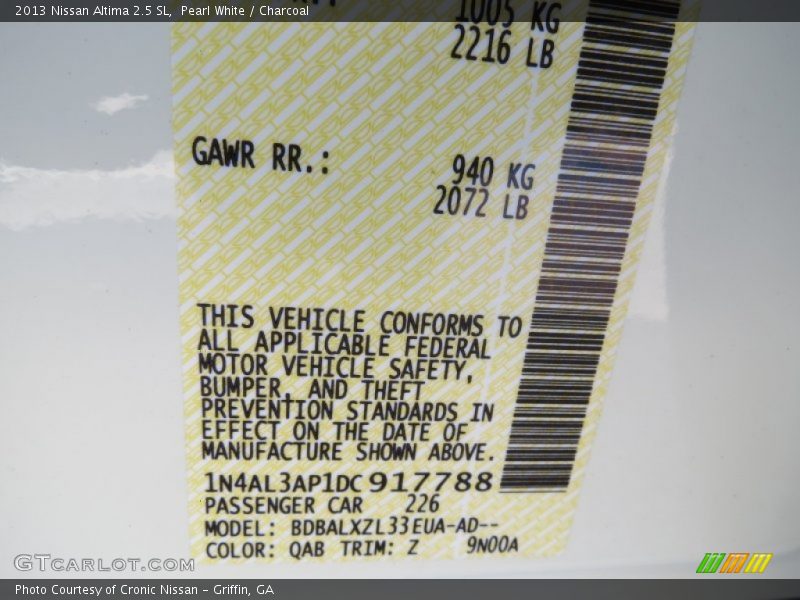 2013 Nissan Altima 2.5 SL, Pearl White / Charcoal
1005 KG
2216 LB
GAWR RR.: 940 KG
2072 LB
THIS VEHICLE CONFORMS TO
ALL APPLICABLE FEDERAL
MOTOR VEHICLE SAFETY,
BUMPER, AND THEFT
PREVENTION STANDARDS IN
EFFECT ON THE DATE OF
MANUFACTURE SHOWN ABOVE.
1N4AL3AP1DC917788
PASSENGER CAR 226
MODEL: BDBALXZL33EUA-AD--
COLOR: QAB TRIM: Z 9N00A
GTCARLOT.COM
Photo Courtesy of Cronic Nissan - Griffin, GA